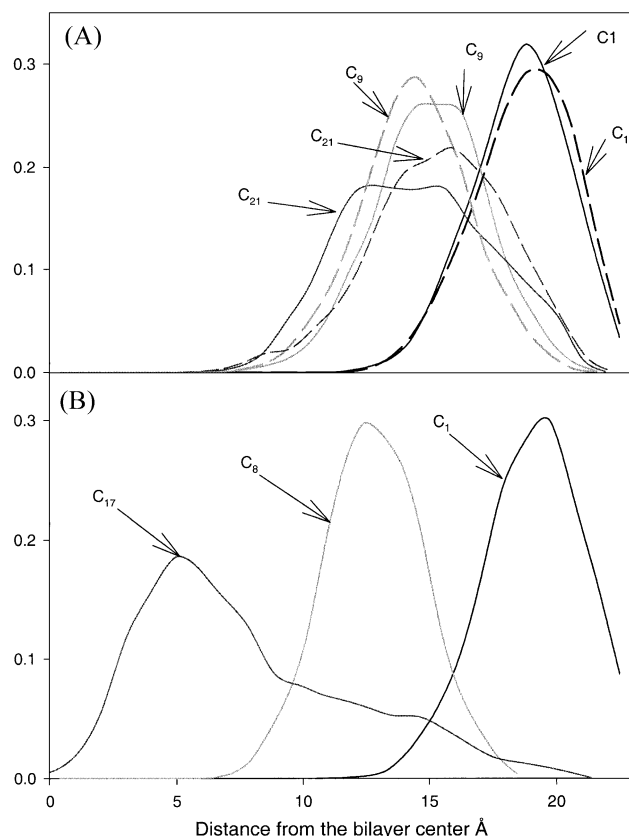 (A)
0.3
C1
C₉
C₉
C₁
C₂₁
0.2
C₂₁
0.1
0.0
(B)
0.3
C₁
C₈
C₁₇
0.2
0.1
0.0
0 5 10 15 20
Distance from the bilayer center Å